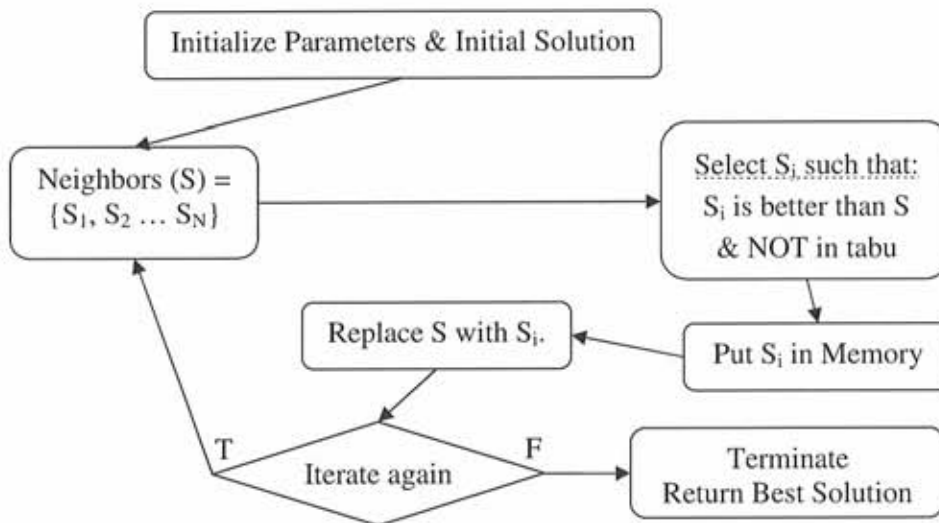 Initialize Parameters & Initial Solution
Neighbors (S) =
{S₁, S₂ … S_N}
Select Sᵢ such that:
Sᵢ is better than S
& NOT in tabu
Put Sᵢ in Memory
Replace S with Sᵢ.
T
Iterate again
F
Terminate
Return Best Solution